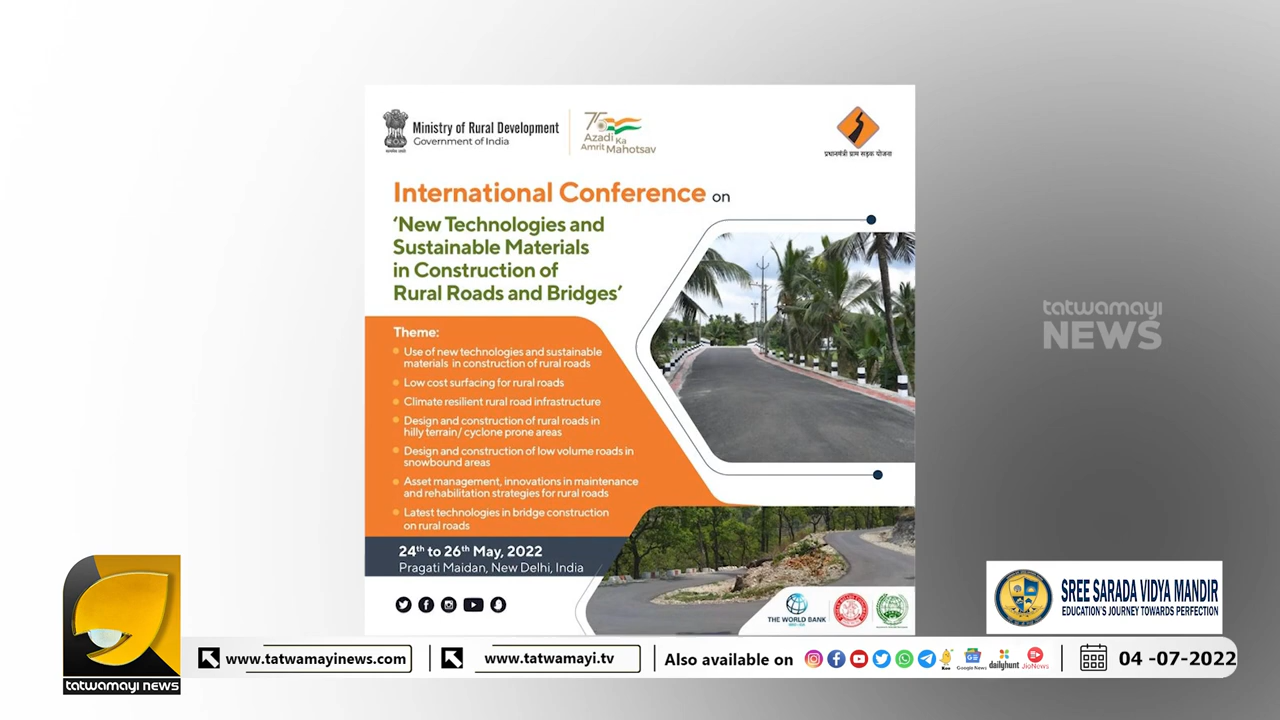 Ministry of Rural Development
Government of India
75
Azadi Ka
Amrit Mahotsav
प्रधानमंत्री ग्राम सड़क योजना
International Conference on
‘New Technologies and
Sustainable Materials
in Construction of
Rural Roads and Bridges’
Theme:
Use of new technologies and sustainable
materials in construction of rural roads
Low cost surfacing for rural roads
Climate resilient rural road infrastructure
Design and construction of rural roads in
hilly terrain/ cyclone prone areas
Design and construction of low volume roads in
snowbound areas
Asset management, innovations in maintenance
and rehabilitation strategies for rural roads
Latest technologies in bridge construction
on rural roads
24th to 26th May, 2022
Pragati Maidan, New Delhi, India
THE WORLD BANK
tatwamayi
NEWS
SREE SARADA VIDYA MANDIR
EDUCATION'S JOURNEY TOWARDS PERFECTION
tatwamayi news
www.tatwamayinews.com
www.tatwamayi.tv
Also available on
Koo
Google News
dailyhunt
JioNews
04 -07-2022